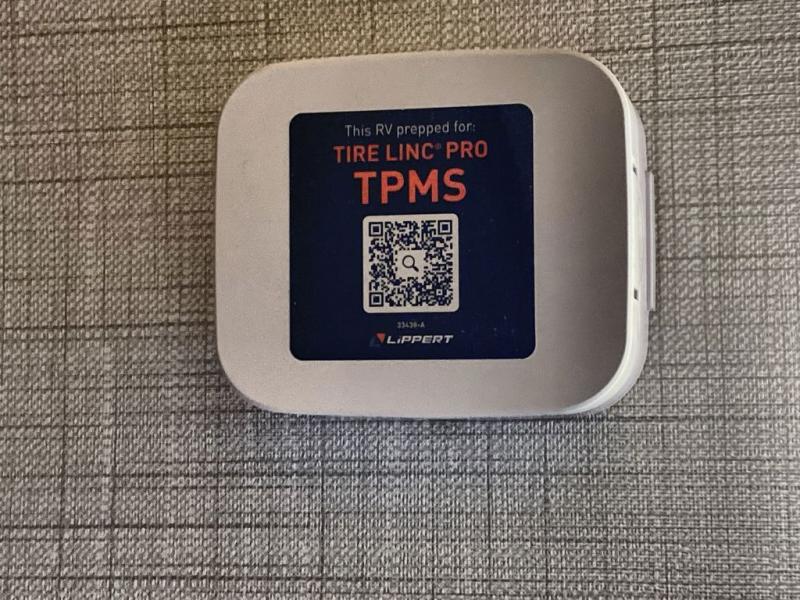 This RV prepped for:
TIRE LINC® PRO
TPMS
33438-A
LiPPERT